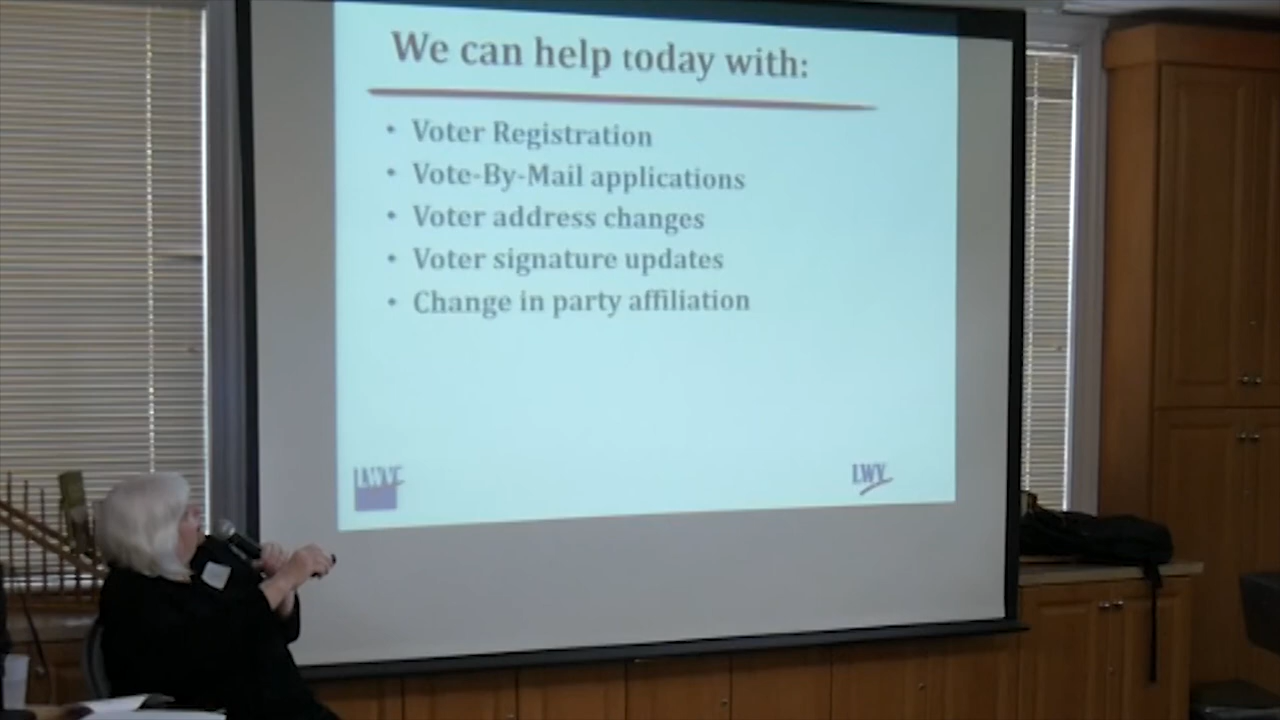 We can help today with:
• Voter Registration
• Vote-By-Mail applications
• Voter address changes
• Voter signature updates
• Change in party affiliation
LWV